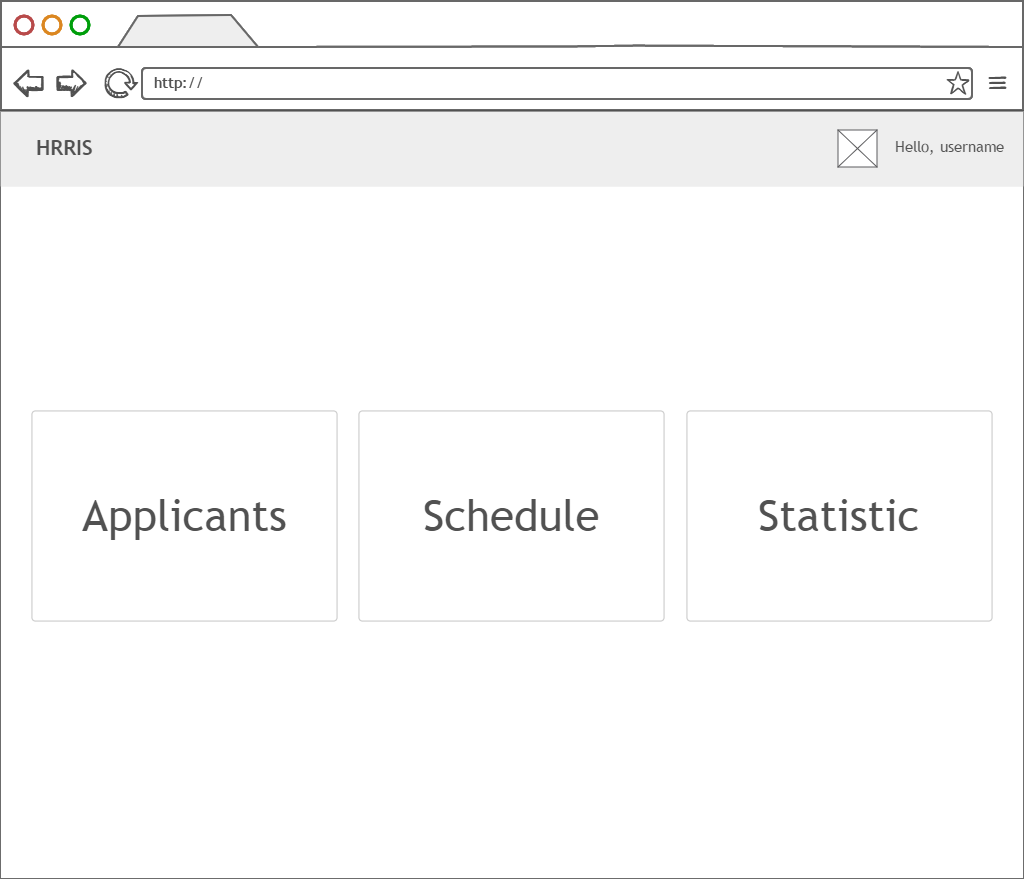 http://
HRRIS
Hello, username
Applicants
Schedule
Statistic